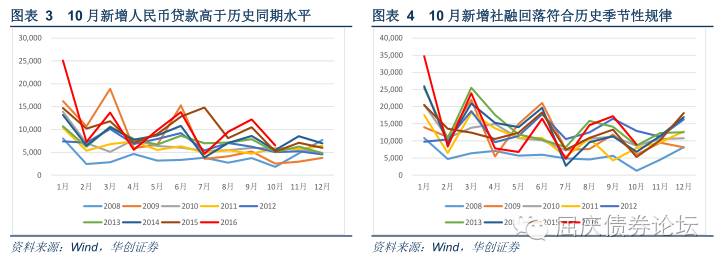 图表 3 10 月新增人民币贷款高于历史同期水平
30,000
25,000
20,000
15,000
10,000
5,000
0
1月 2月 3月 4月 5月 6月 7月 8月 9月 10月 11月 12月
2008 2009 2010 2011 2012
2013 2014 2015 2016
资料来源：Wind，华创证券
图表 4 10 月新增社融回落符合历史季节性规律
40,000
35,000
30,000
25,000
20,000
15,000
10,000
5,000
0
1月 2月 3月 4月 5月 6月 7月 8月 9月 10月 11月 12月
2008 2009 2010 2011 2012
2013 2015 2016
资料来源：Wind，华创证券
屈庆债券论坛